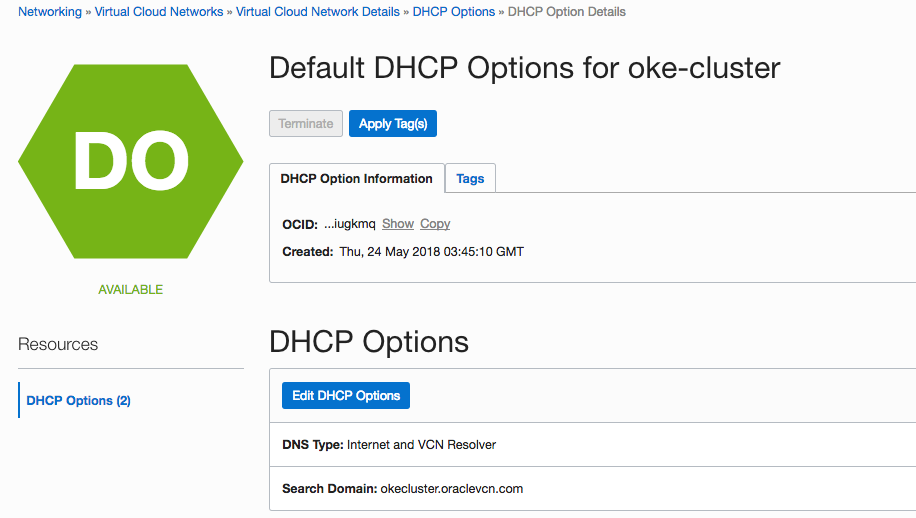 Networking » Virtual Cloud Networks » Virtual Cloud Network Details » DHCP Options » DHCP Option Details
DO
AVAILABLE
Default DHCP Options for oke-cluster
Terminate Apply Tag(s)
DHCP Option Information Tags
OCID: ...iugkmq Show Copy
Created: Thu, 24 May 2018 03:45:10 GMT
Resources
DHCP Options (2)
DHCP Options
Edit DHCP Options
DNS Type: Internet and VCN Resolver
Search Domain: okecluster.oraclevcn.com